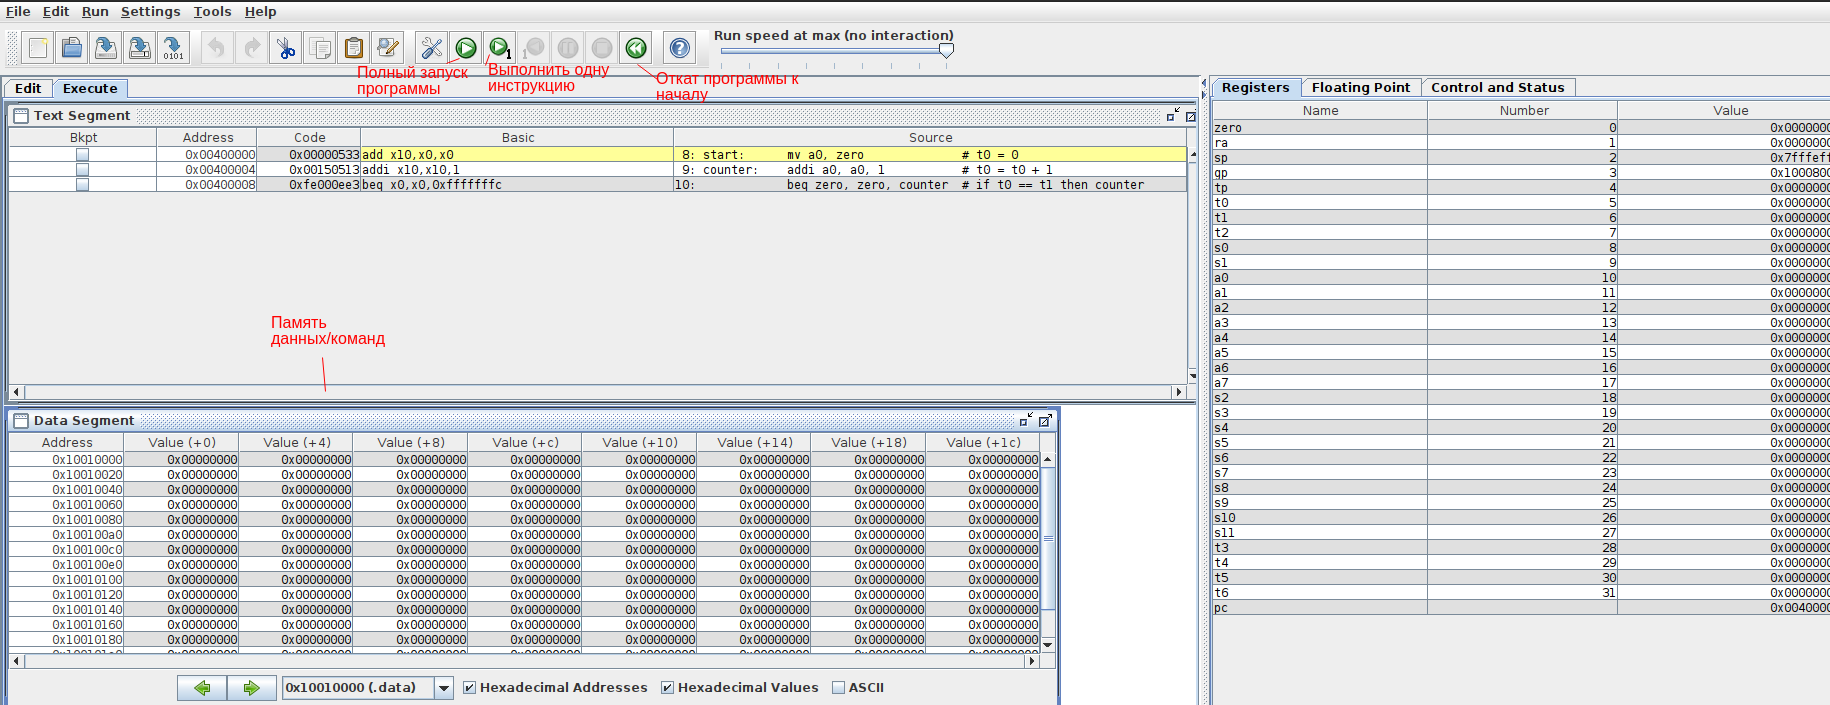 File Edit Run Settings Tools Help
Run speed at max (no interaction)
0101
1
1
Полный запуск
программы
Выполнить одну
инструкцию
Откат программы к
началу
Edit Execute
Text Segment
Bkpt Address Code Basic Source
0x00400000 0x00000533 add x10,x0,x0 8: start: mv a0, zero # t0 = 0
0x00400004 0x00150513 addi x10,x10,1 9: counter: addi a0, a0, 1 # t0 = t0 + 1
0x00400008 0xfe000ee3 beq x0,x0,0xfffffffc 10: beq zero, zero, counter # if t0 == t1 then counter
Память
данных/команд
Data Segment
Address Value (+0) Value (+4) Value (+8) Value (+c) Value (+10) Value (+14) Value (+18) Value (+1c)
0x10010000 0x00000000 0x00000000 0x00000000 0x00000000 0x00000000 0x00000000 0x00000000 0x00000000
0x10010020 0x00000000 0x00000000 0x00000000 0x00000000 0x00000000 0x00000000 0x00000000 0x00000000
0x10010040 0x00000000 0x00000000 0x00000000 0x00000000 0x00000000 0x00000000 0x00000000 0x00000000
0x10010060 0x00000000 0x00000000 0x00000000 0x00000000 0x00000000 0x00000000 0x00000000 0x00000000
0x10010080 0x00000000 0x00000000 0x00000000 0x00000000 0x00000000 0x00000000 0x00000000 0x00000000
0x100100a0 0x00000000 0x00000000 0x00000000 0x00000000 0x00000000 0x00000000 0x00000000 0x00000000
0x100100c0 0x00000000 0x00000000 0x00000000 0x00000000 0x00000000 0x00000000 0x00000000 0x00000000
0x100100e0 0x00000000 0x00000000 0x00000000 0x00000000 0x00000000 0x00000000 0x00000000 0x00000000
0x10010100 0x00000000 0x00000000 0x00000000 0x00000000 0x00000000 0x00000000 0x00000000 0x00000000
0x10010120 0x00000000 0x00000000 0x00000000 0x00000000 0x00000000 0x00000000 0x00000000 0x00000000
0x10010140 0x00000000 0x00000000 0x00000000 0x00000000 0x00000000 0x00000000 0x00000000 0x00000000
0x10010160 0x00000000 0x00000000 0x00000000 0x00000000 0x00000000 0x00000000 0x00000000 0x00000000
0x10010180 0x00000000 0x00000000 0x00000000 0x00000000 0x00000000 0x00000000 0x00000000 0x00000000
0x10010000 (.data) Hexadecimal Addresses Hexadecimal Values ASCII
Registers Floating Point Control and Status
Name Number Value
zero 0 0x0000000
ra 1 0x0000000
sp 2 0x7fffeff
gp 3 0x1000800
tp 4 0x0000000
t0 5 0x0000000
t1 6 0x0000000
t2 7 0x0000000
s0 8 0x0000000
s1 9 0x0000000
a0 10 0x0000000
a1 11 0x0000000
a2 12 0x0000000
a3 13 0x0000000
a4 14 0x0000000
a5 15 0x0000000
a6 16 0x0000000
a7 17 0x0000000
s2 18 0x0000000
s3 19 0x0000000
s4 20 0x0000000
s5 21 0x0000000
s6 22 0x0000000
s7 23 0x0000000
s8 24 0x0000000
s9 25 0x0000000
s10 26 0x0000000
s11 27 0x0000000
t3 28 0x0000000
t4 29 0x0000000
t5 30 0x0000000
t6 31 0x0000000
pc 0x0040000